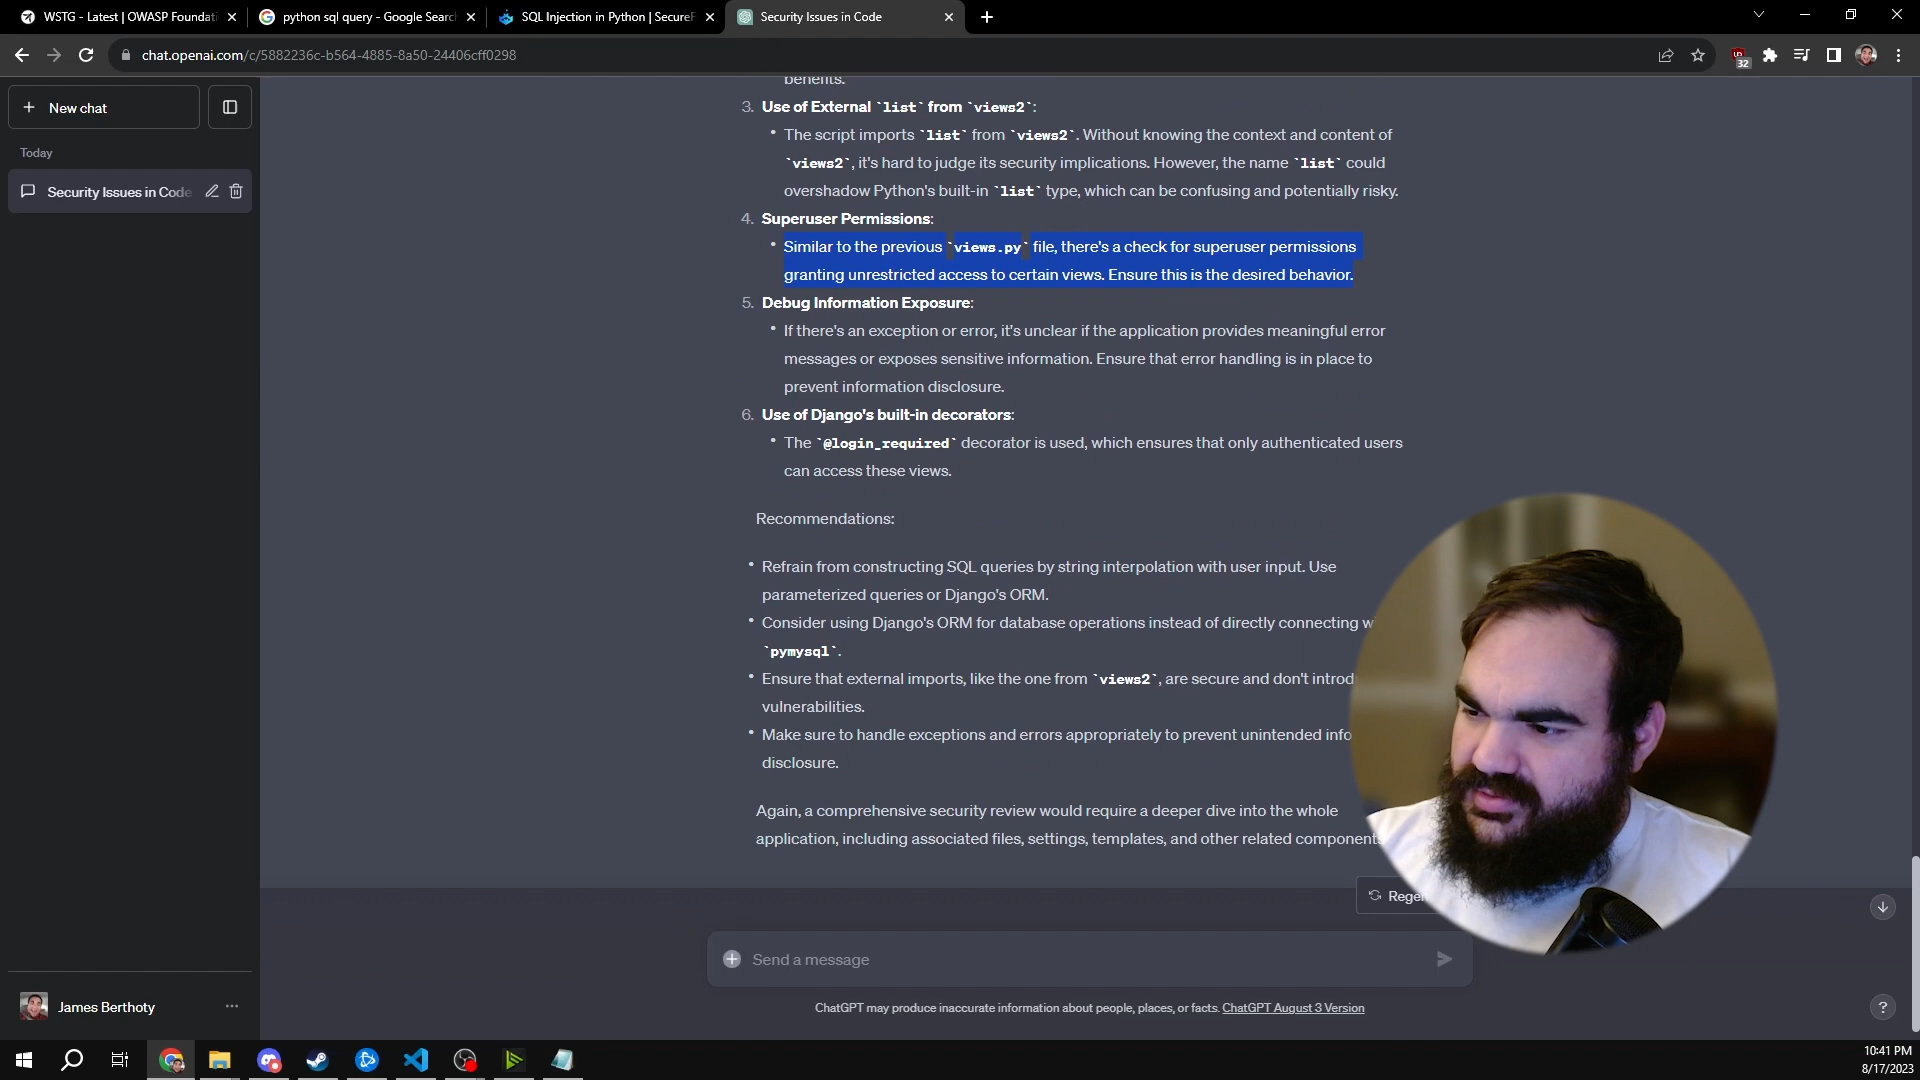 WSTG - Latest | OWASP Foundati
python sql query - Google Search
SQL Injection in Python | SecureF
Security Issues in Code
chat.openai.com/c/5882236c-b564-4885-8a50-24406cff0298
32
New chat
Today
Security Issues in Code
benefits.
3. Use of External `list` from `views2`:
• The script imports `list` from `views2`. Without knowing the context and content of
`views2`, it's hard to judge its security implications. However, the name `list` could
overshadow Python's built-in `list` type, which can be confusing and potentially risky.
4. Superuser Permissions:
• Similar to the previous `views.py` file, there's a check for superuser permissions
granting unrestricted access to certain views. Ensure this is the desired behavior.
5. Debug Information Exposure:
• If there's an exception or error, it's unclear if the application provides meaningful error
messages or exposes sensitive information. Ensure that error handling is in place to
prevent information disclosure.
6. Use of Django's built-in decorators:
• The `@login_required` decorator is used, which ensures that only authenticated users
can access these views.
Recommendations:
• Refrain from constructing SQL queries by string interpolation with user input. Use
parameterized queries or Django's ORM.
• Consider using Django's ORM for database operations instead of directly connecting w
`pymysql`.
• Ensure that external imports, like the one from `views2`, are secure and don't introd
vulnerabilities.
• Make sure to handle exceptions and errors appropriately to prevent unintended info
disclosure.
Again, a comprehensive security review would require a deeper dive into the whole
application, including associated files, settings, templates, and other related component
Regen
Send a message
ChatGPT may produce inaccurate information about people, places, or facts. ChatGPT August 3 Version
?
James Berthoty
10:41 PM
8/17/2023